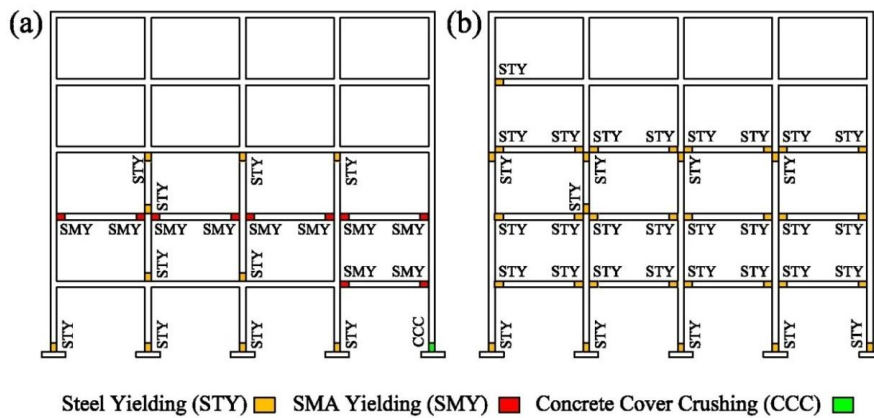 (a)
(b)
STY
STY STY STY STY STY STY STY STY
STY STY STY STY STY STY STY
STY STY
SMY SMY SMY SMY SMY SMY SMY SMY
STY STY STY STY STY STY STY STY
STY STY
SMY SMY
STY STY STY STY STY STY STY STY
STY STY STY STY CCC
STY STY STY STY STY
Steel Yielding (STY) SMA Yielding (SMY) Concrete Cover Crushing (CCC)